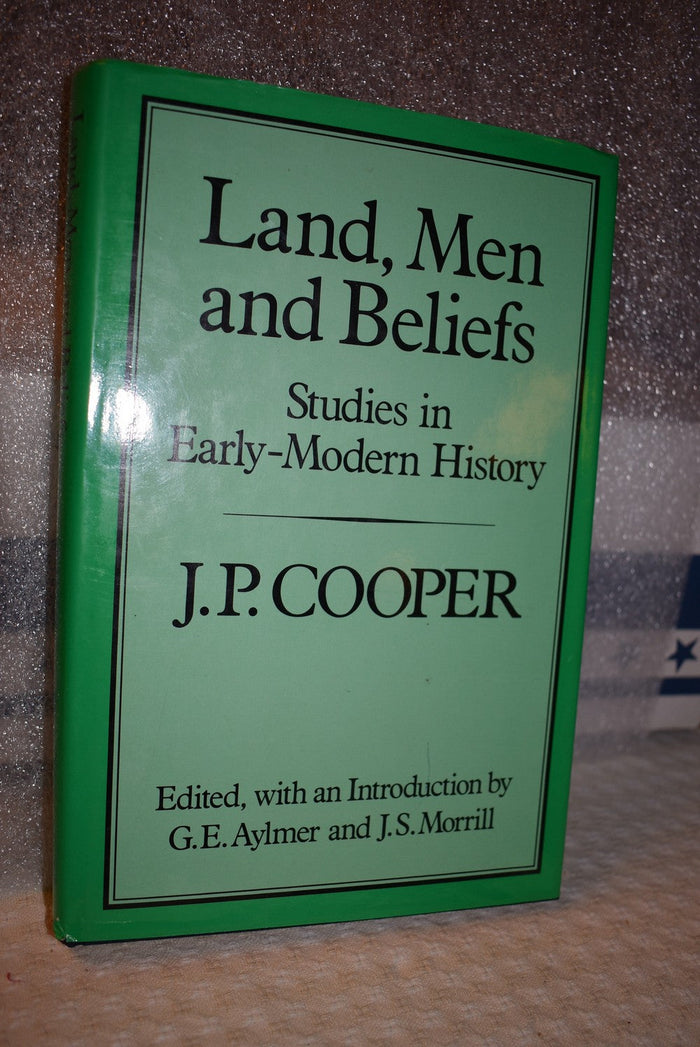 Land, Men
and Beliefs
Studies in
Early-Modern History
J.P. COOPER
Edited, with an Introduction by
G.E. Aylmer and J.S. Morrill